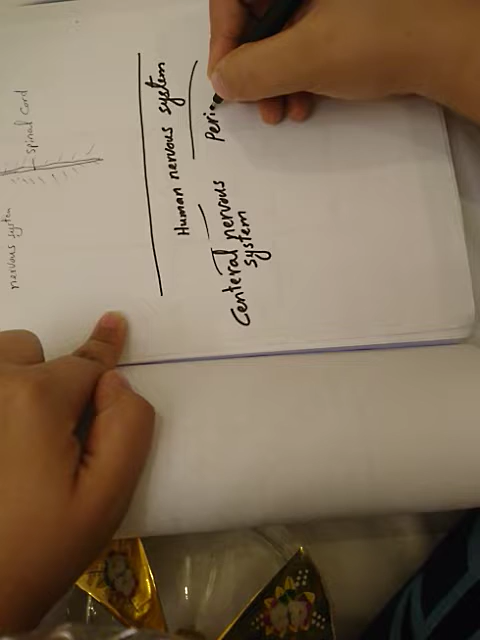 spinal cord
nervous system
Human nervous system
Centeral nervous
system
Peri